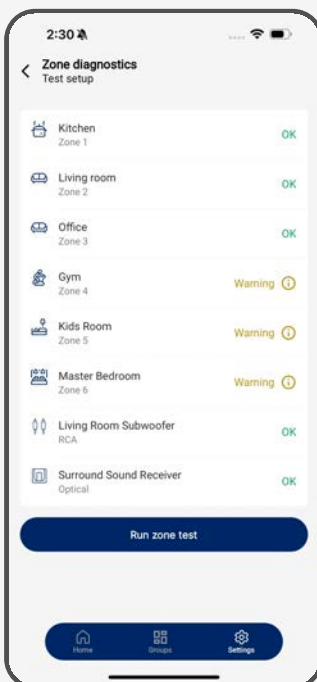 2:30
Zone diagnostics
Test setup
Kitchen
Zone 1
OK
Living room
Zone 2
OK
Office
Zone 3
OK
Gym
Zone 4
Warning
Kids Room
Zone 5
Warning
Master Bedroom
Zone 6
Warning
Living Room Subwoofer
RCA
OK
Surround Sound Receiver
Optical
OK
Run zone test
Home
Groups
Settings